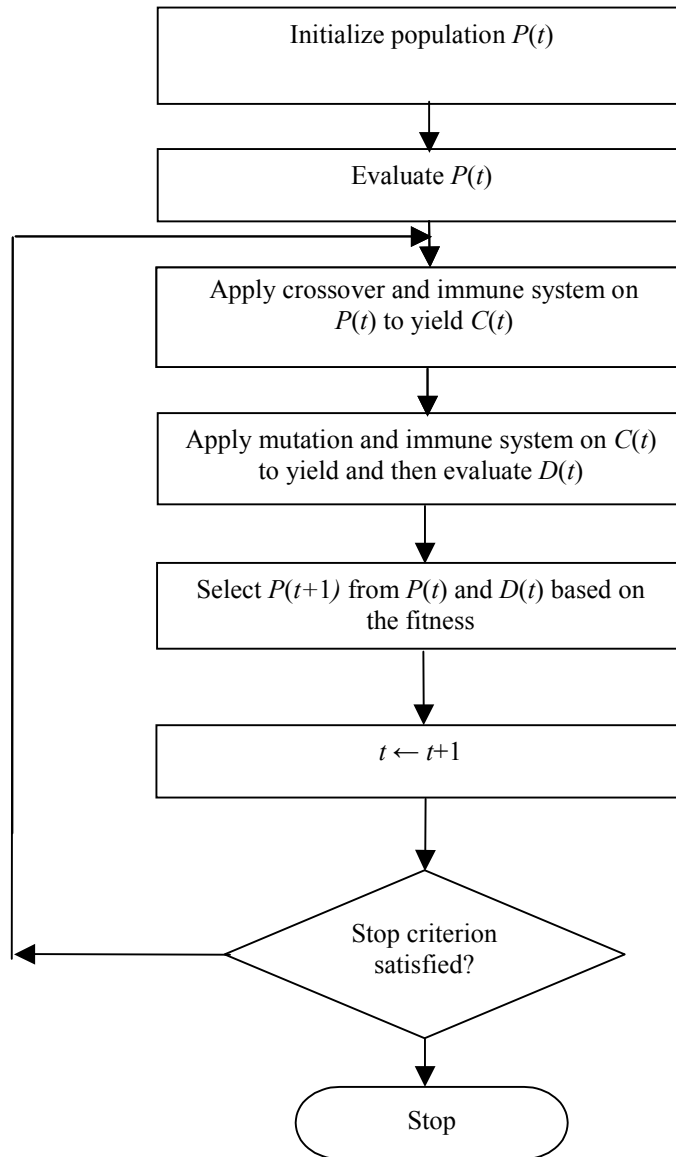 Initialize population P(t)
Evaluate P(t)
Apply crossover and immune system on
P(t) to yield C(t)
Apply mutation and immune system on C(t)
to yield and then evaluate D(t)
Select P(t+1) from P(t) and D(t) based on
the fitness
t ← t+1
Stop criterion
satisfied?
Stop